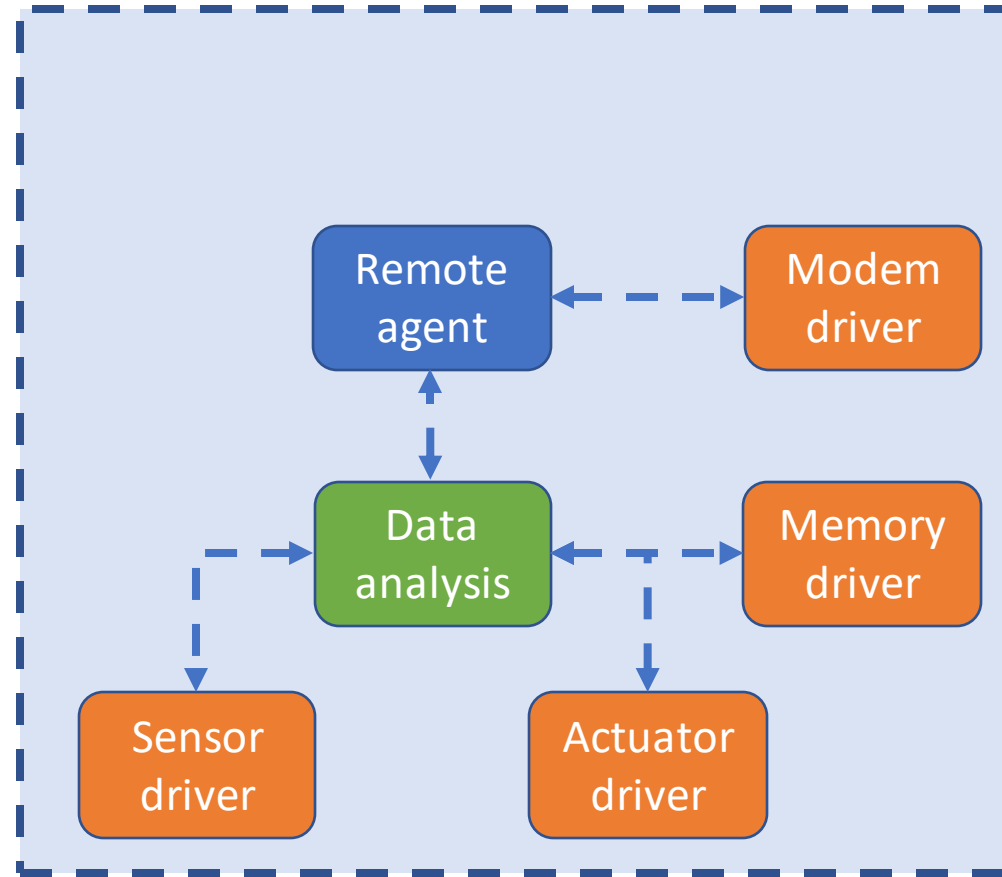 Remote
agent
Modem
driver
Data
analysis
Memory
driver
Sensor
driver
Actuator
driver